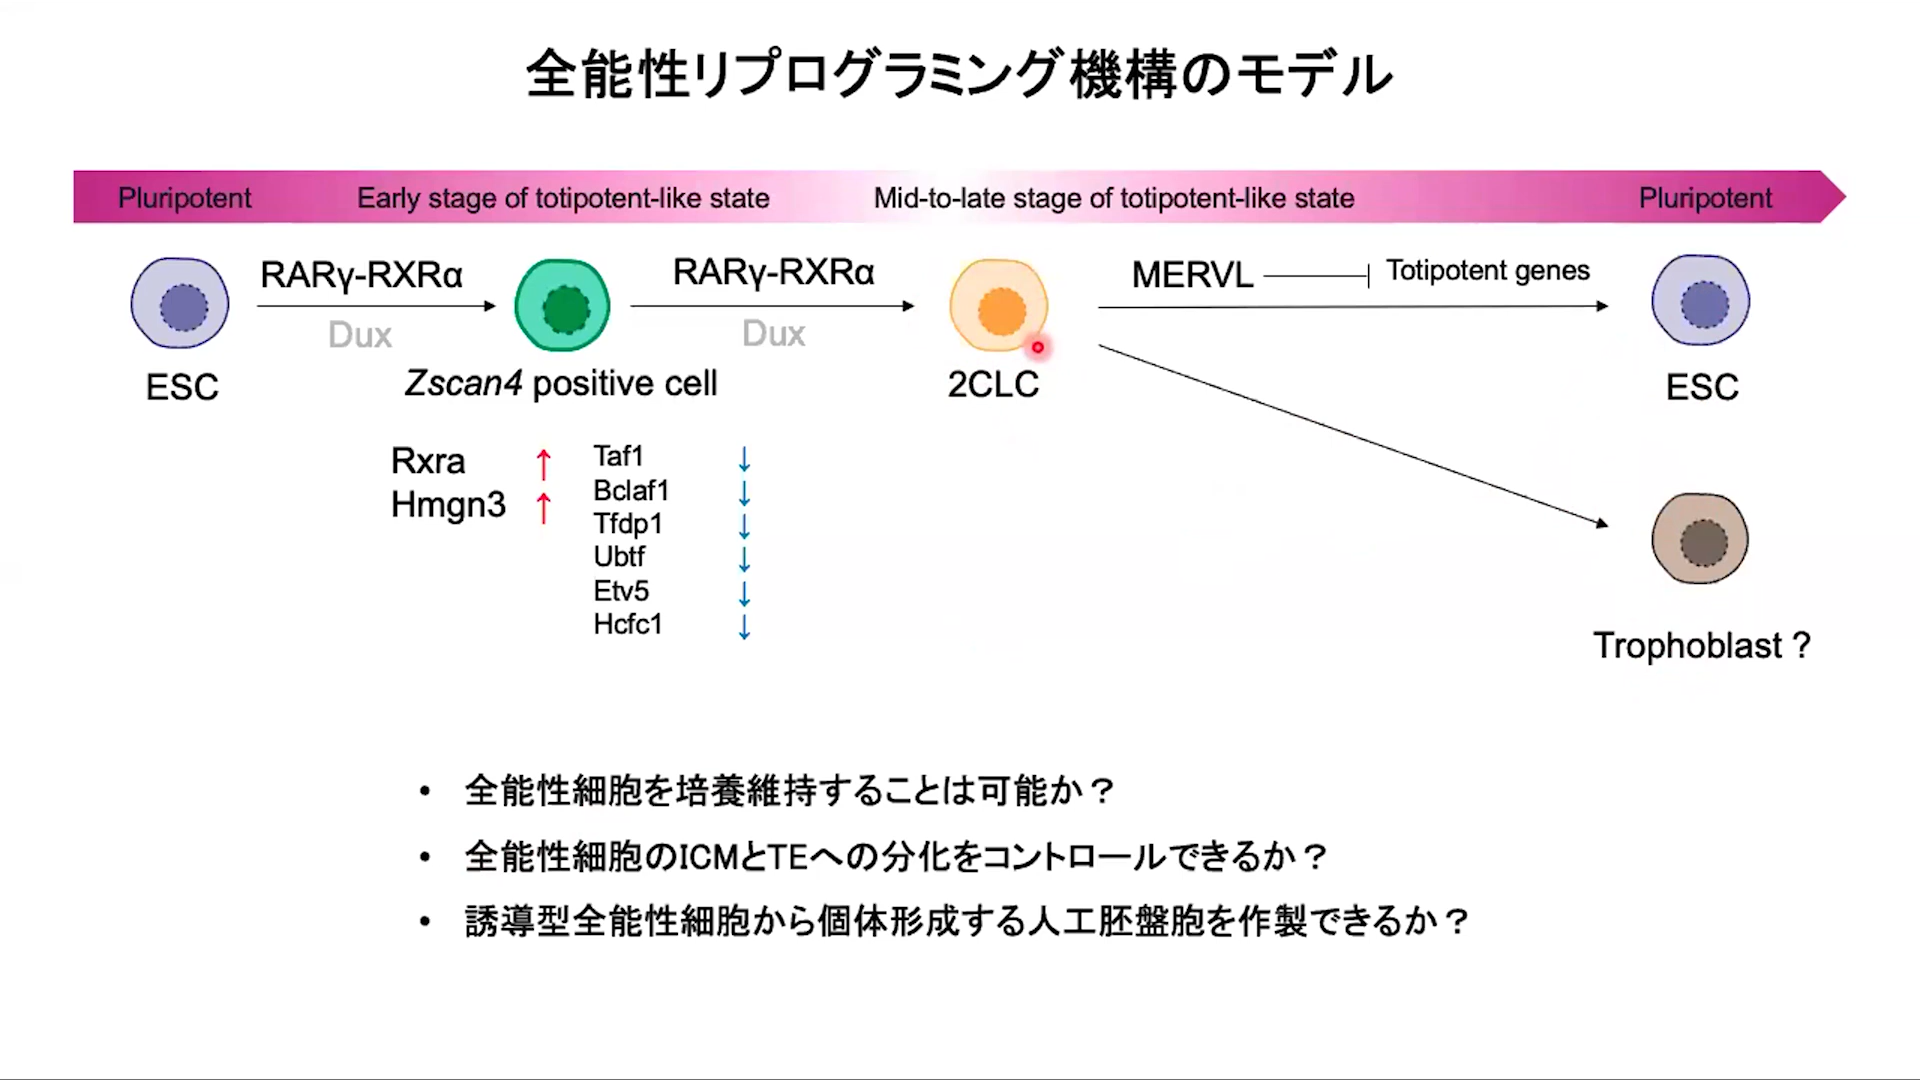 全能性リプログラミング機構のモデル
Pluripotent Early stage of totipotent-like state Mid-to-late stage of totipotent-like state Pluripotent
RARγ-RXRα RARγ-RXRα MERVL Totipotent genes
Dux Dux
ESC Zscan4 positive cell 2CLC ESC
Rxra ↑ Taf1 ↓
Hmgn3 ↑ Bclaf1 ↓
Tfdp1 ↓
Ubtf ↓
Etv5 ↓
Hcfc1 ↓
Trophoblast？
• 全能性細胞を培養維持することは可能か？
• 全能性細胞のICMとTEへの分化をコントロールできるか？
• 誘導型全能性細胞から個体形成する人工胚盤胞を作製できるか？